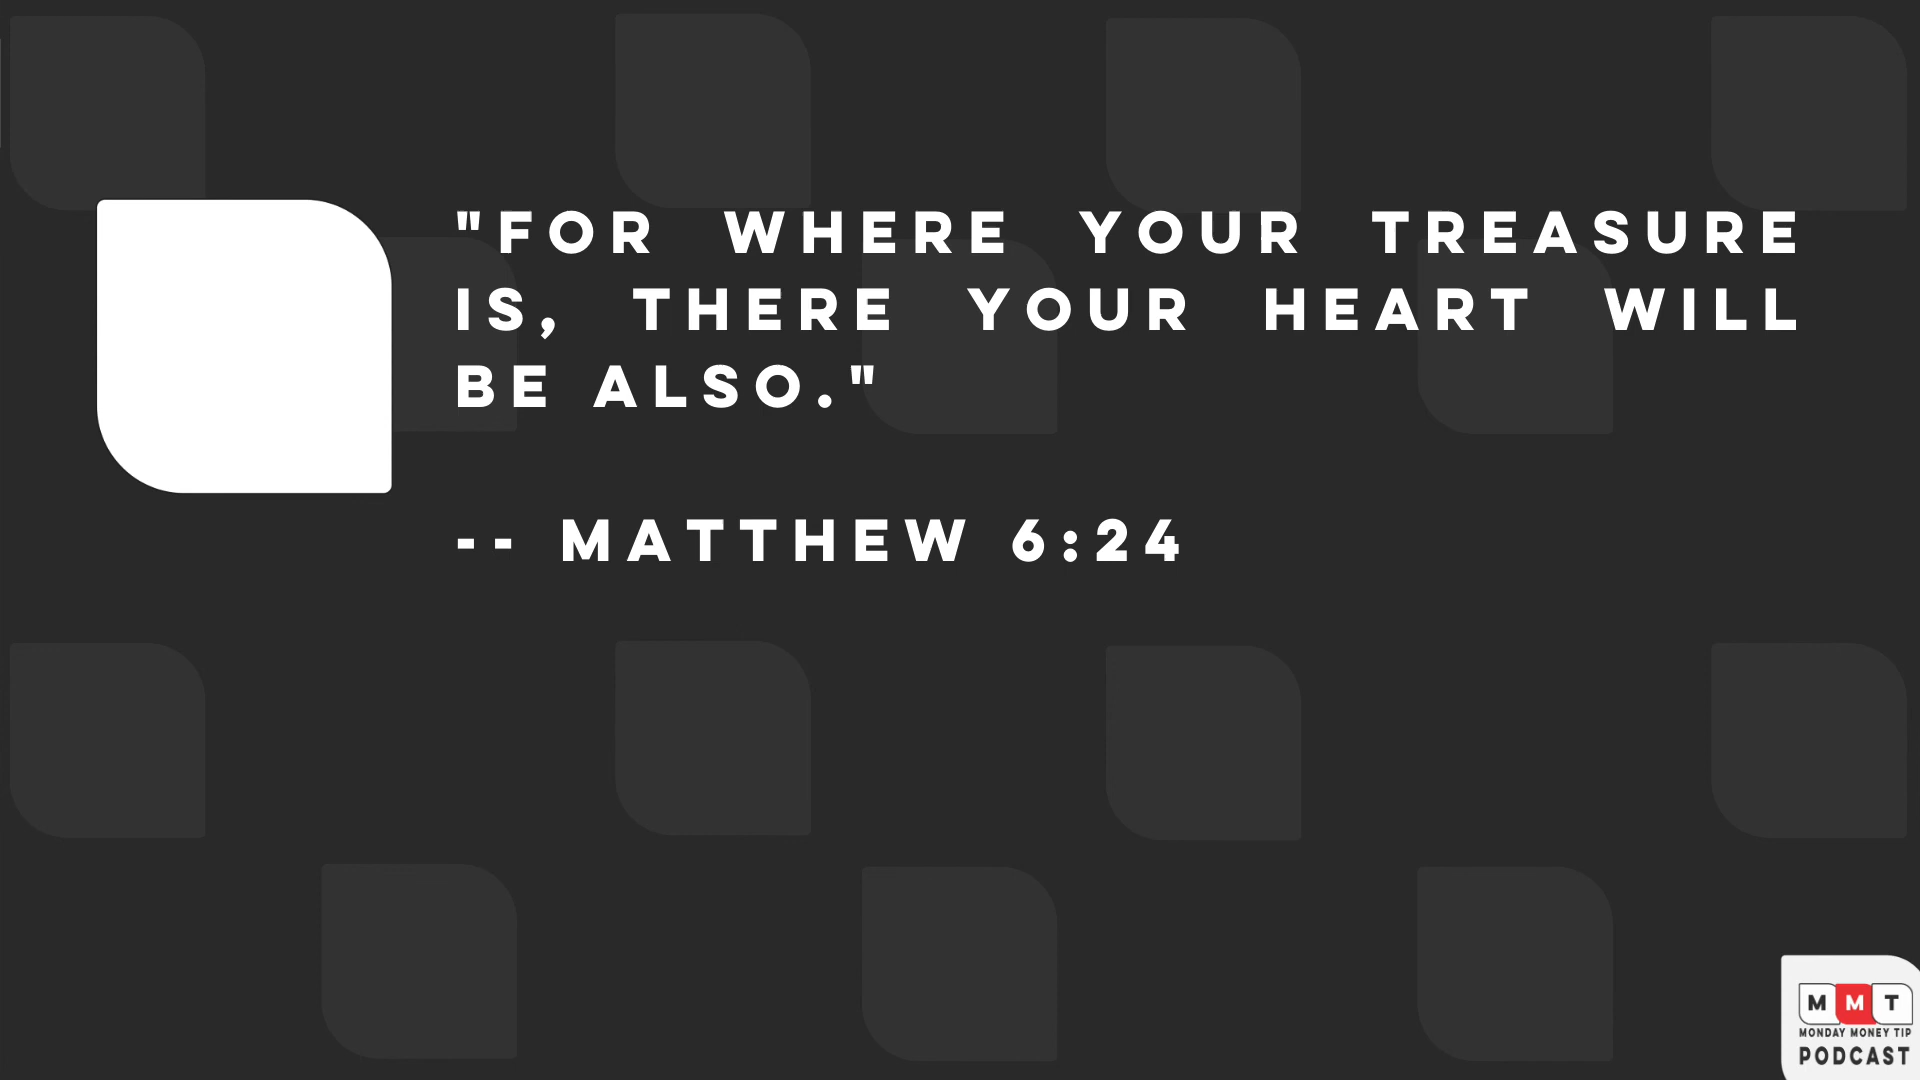 "FOR WHERE YOUR TREASURE
IS, THERE YOUR HEART WILL
BE ALSO."
-- MATTHEW 6:24
M M T
MONDAY MONEY TIP
PODCAST